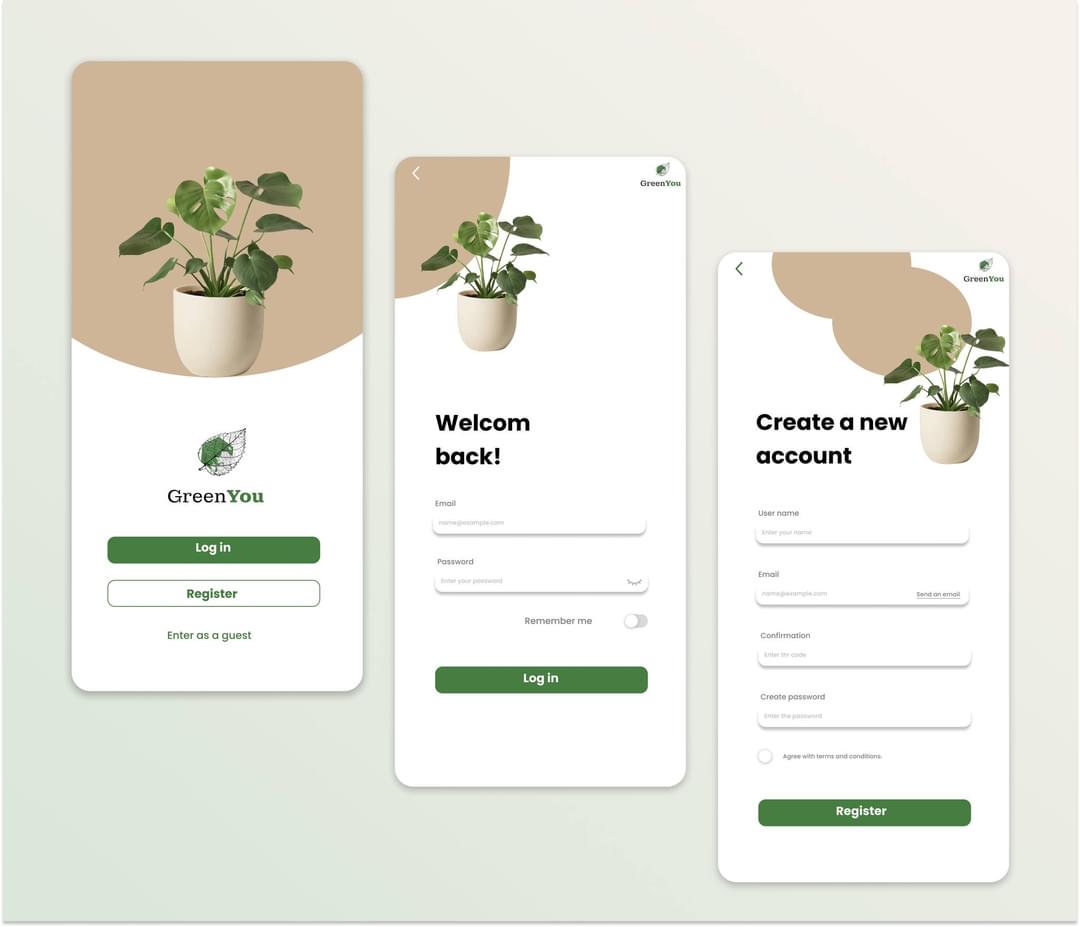 GreenYou
Log in
Register
Enter as a guest
GreenYou
Welcom
back!
Email
name@example.com
Password
Enter your password
Remember me
Log in
GreenYou
Create a new
account
User name
Enter your name
Email
name@example.com Send an email
Confirmation
Enter thr code
Create password
Enter the password
Agree with terms and conditions.
Register